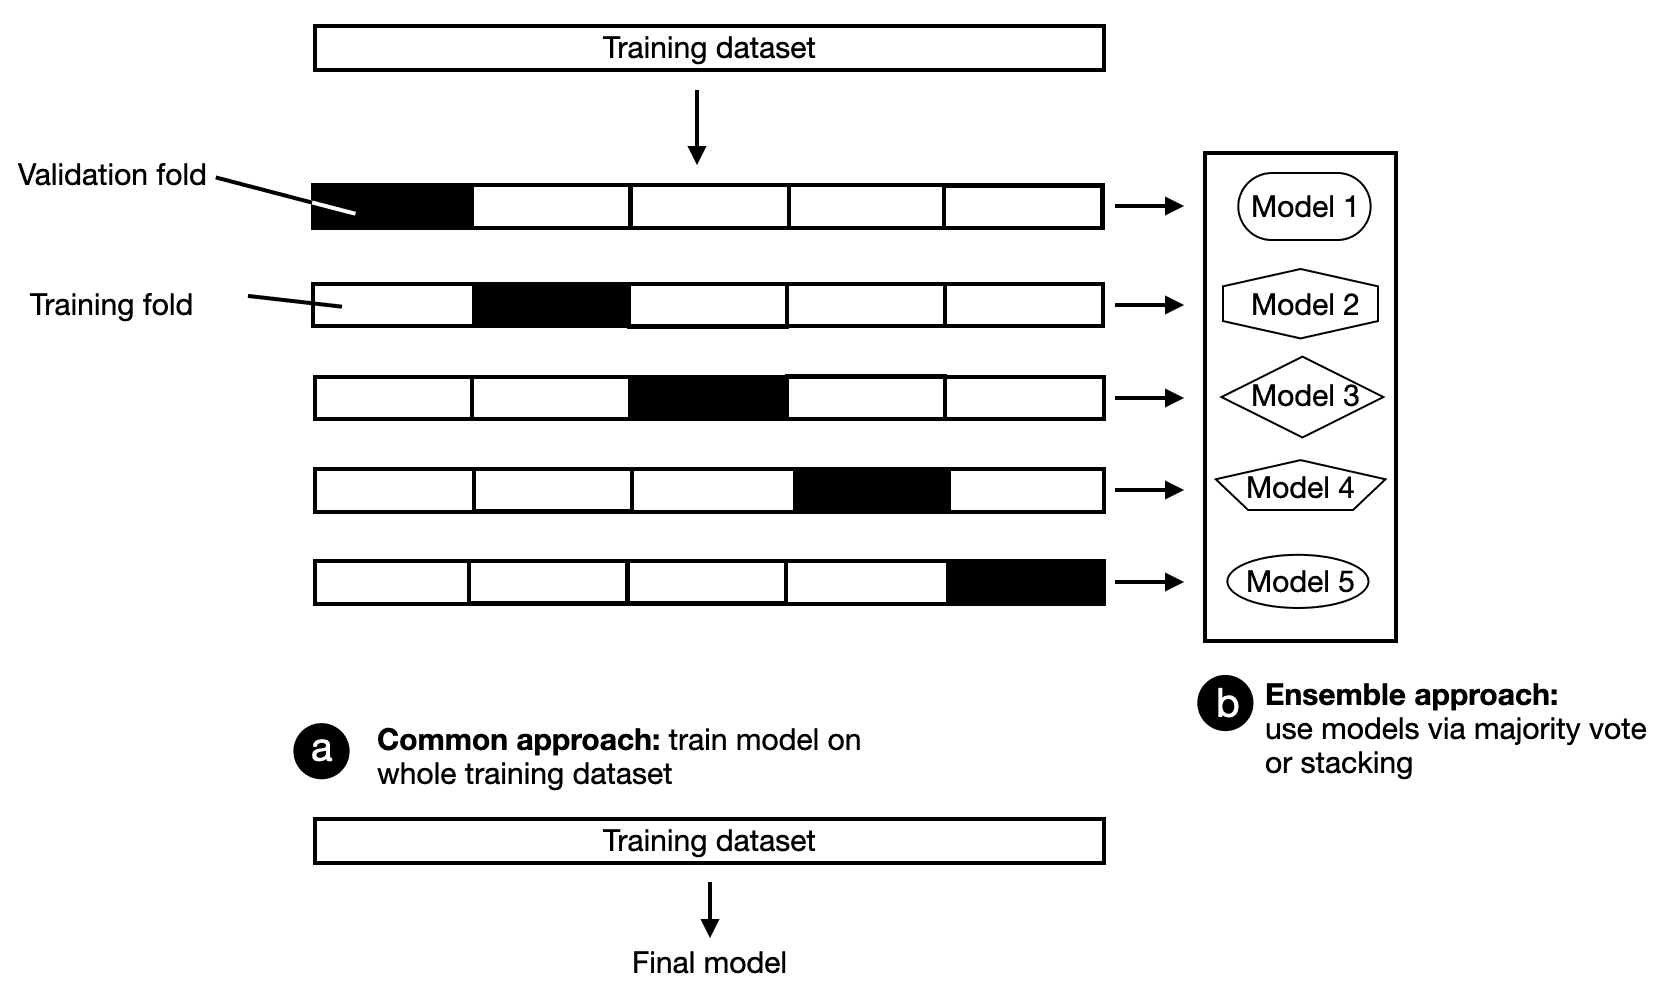 Training dataset
Validation fold
Model 1
Training fold
Model 2
Model 3
Model 4
Model 5
b
Ensemble approach:
use models via majority vote
or stacking
a
Common approach: train model on
whole training dataset
Training dataset
Final model